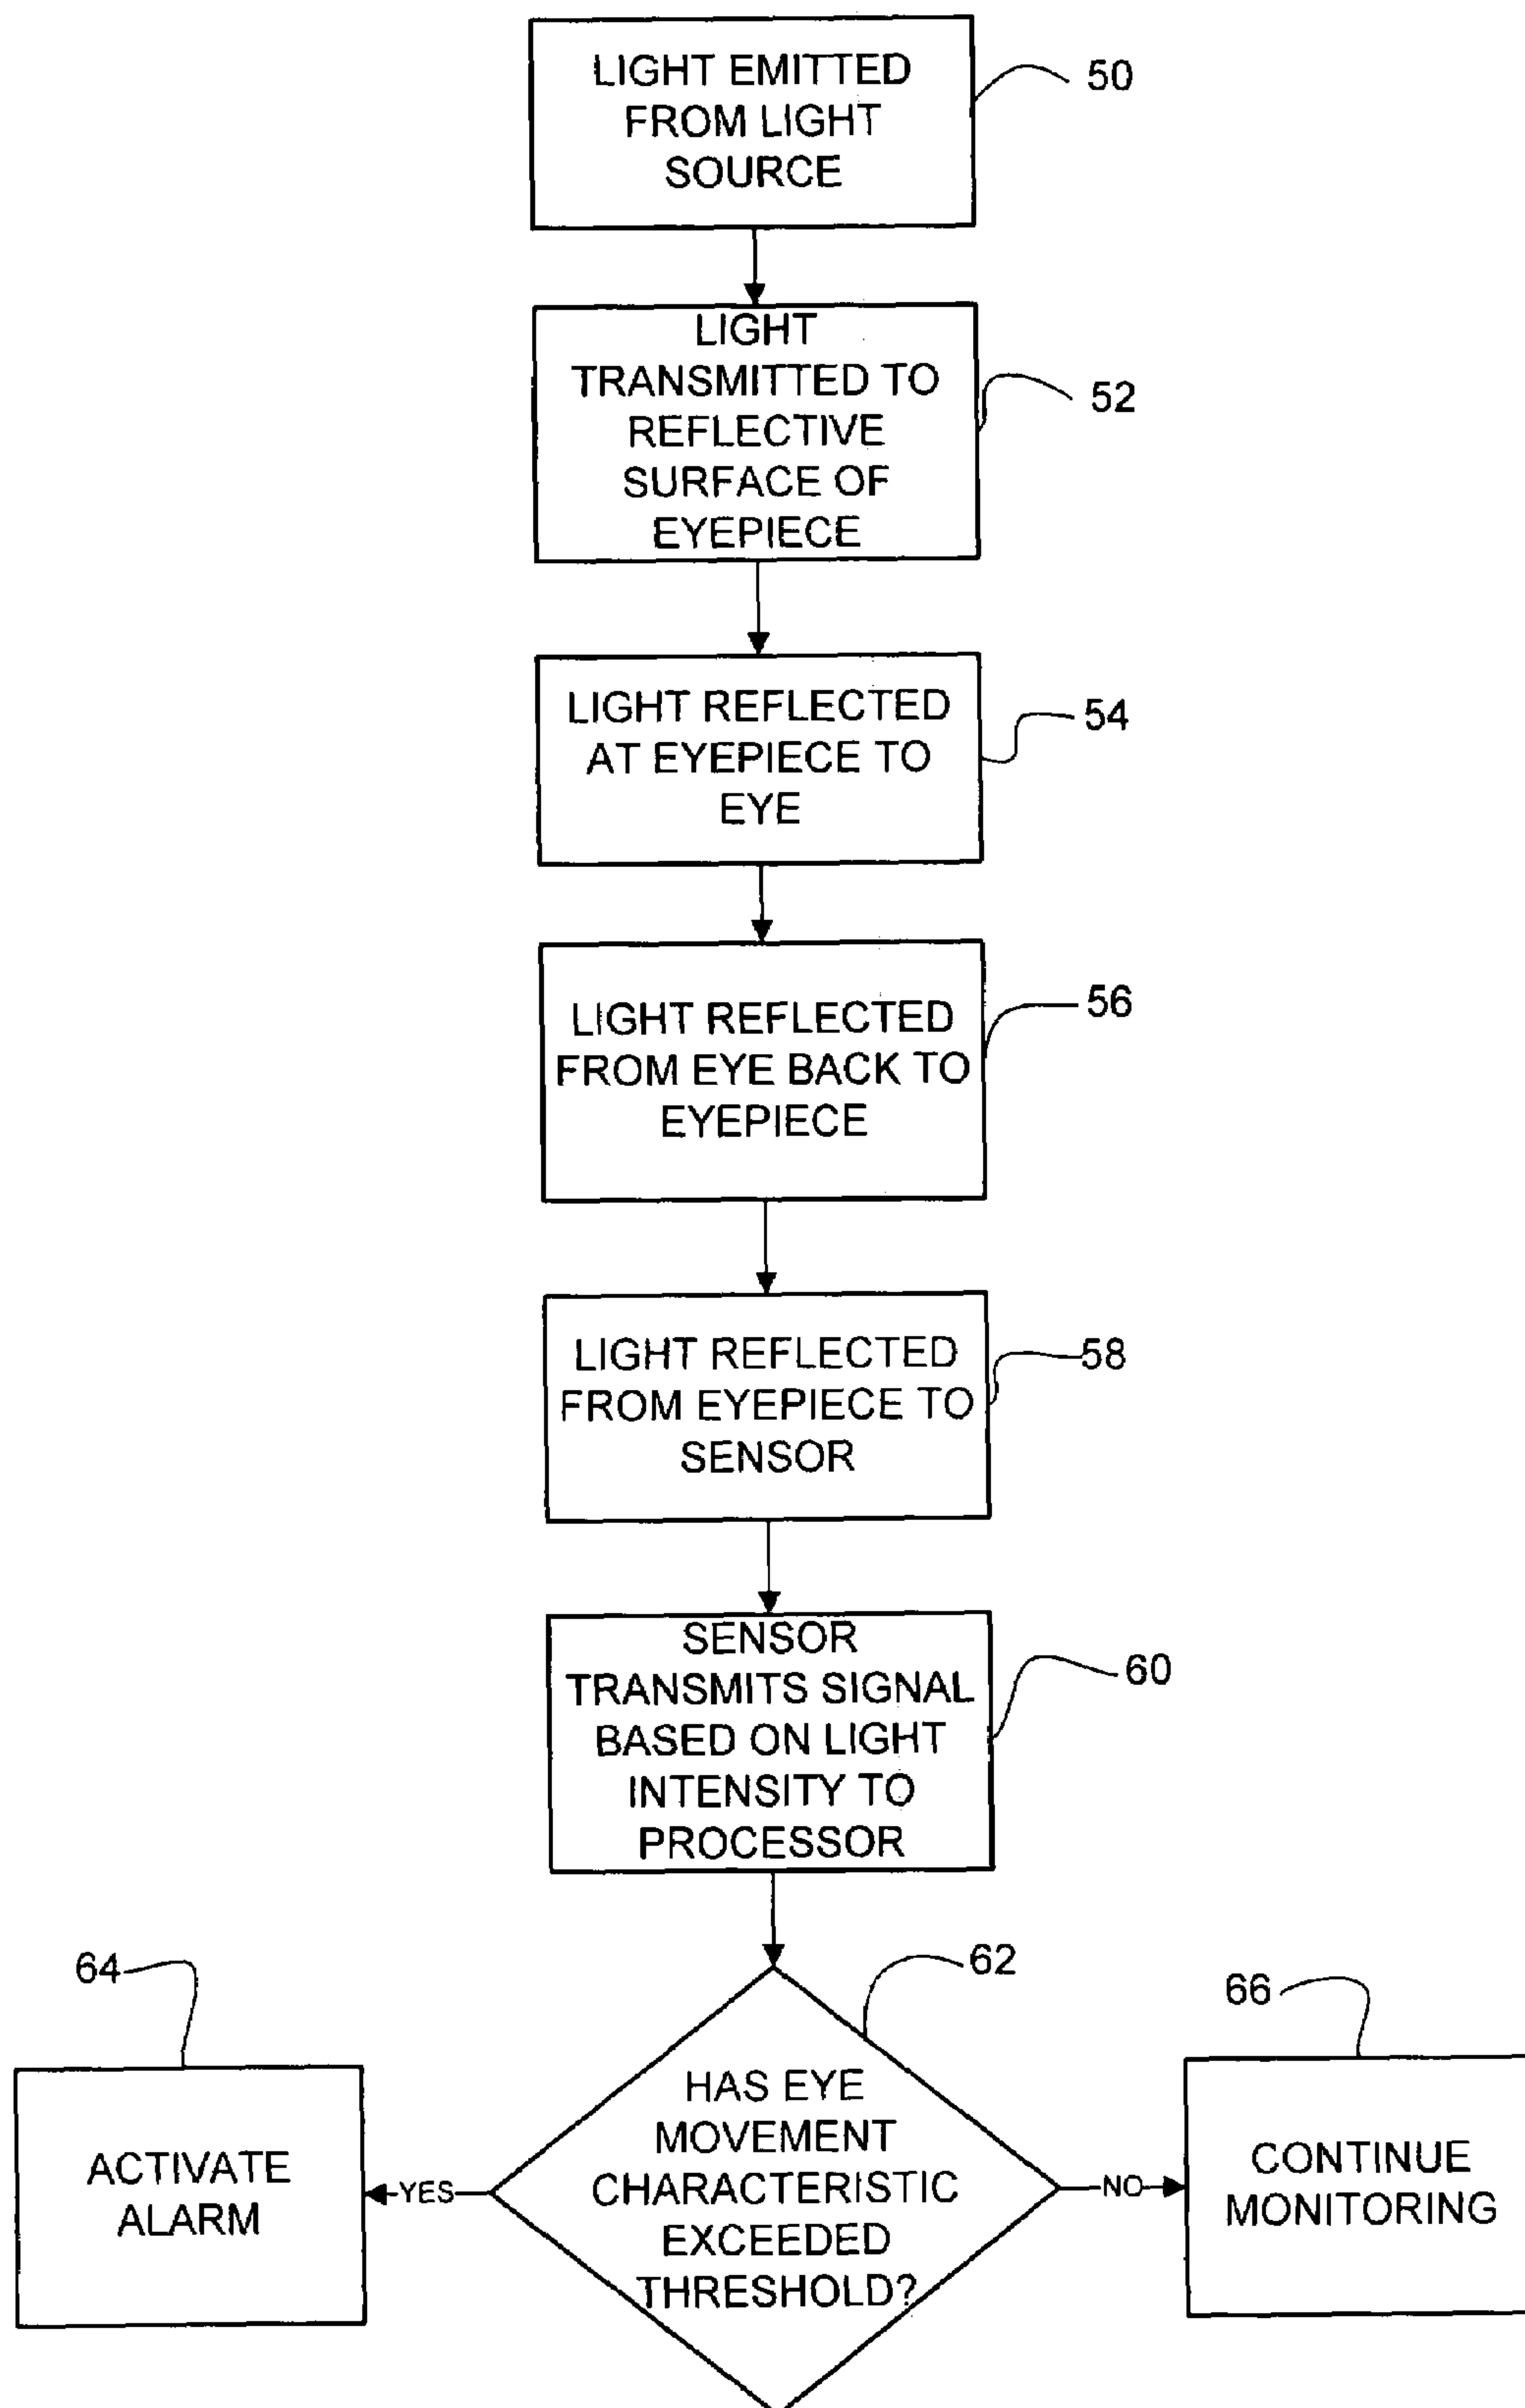 LIGHT EMITTED
FROM LIGHT
SOURCE
50
LIGHT
TRANSMITTED TO
REFLECTIVE
SURFACE OF
EYEPIECE
52
LIGHT REFLECTED
AT EYEPIECE TO
EYE
54
LIGHT REFLECTED
FROM EYE BACK TO
EYEPIECE
56
LIGHT REFLECTED
FROM EYEPIECE TO
SENSOR
58
SENSOR
TRANSMITS SIGNAL
BASED ON LIGHT
INTENSITY TO
PROCESSOR
60
62
HAS EYE
MOVEMENT
CHARACTERISTIC
EXCEEDED
THRESHOLD?
YES
64
ACTIVATE
ALARM
NO
66
CONTINUE
MONITORING